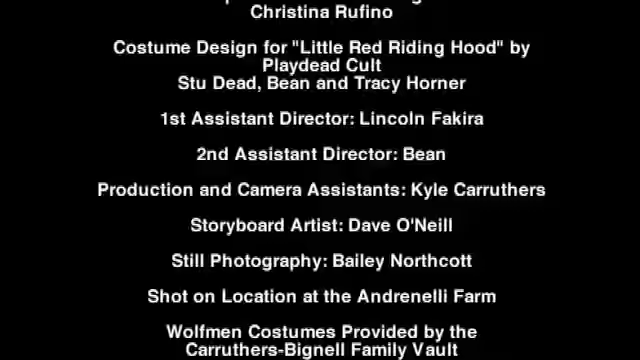 Christina Rufino
Costume Design for "Little Red Riding Hood" by
Playdead Cult
Stu Dead, Bean and Tracy Horner
1st Assistant Director: Lincoln Fakira
2nd Assistant Director: Bean
Production and Camera Assistants: Kyle Carruthers
Storyboard Artist: Dave O'Neill
Still Photography: Bailey Northcott
Shot on Location at the Andrenelli Farm
Wolfmen Costumes Provided by the
Carruthers-Bignell Family Vault